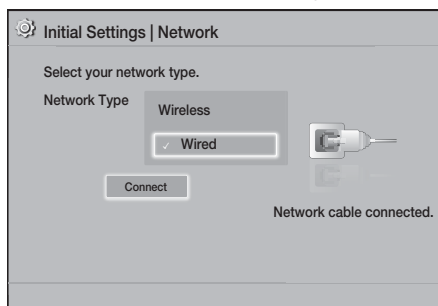 Initial Settings | Network
Select your network type.
Network Type
Wireless
✓ Wired
Connect
Network cable connected.